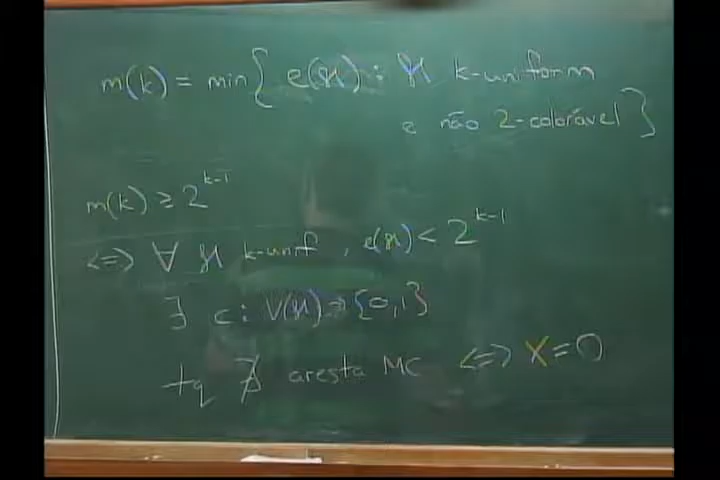 m(k) = min{ e(ℋ) : ℋ k-uniform
e não 2-colorável }
m(k) ≥ 2^{k-1}
<=> ∀ ℋ k-unif, e(ℋ) < 2^{k-1}
∃ c: V(ℋ) → {0,1}
tq ∄ aresta MC <=> X = 0